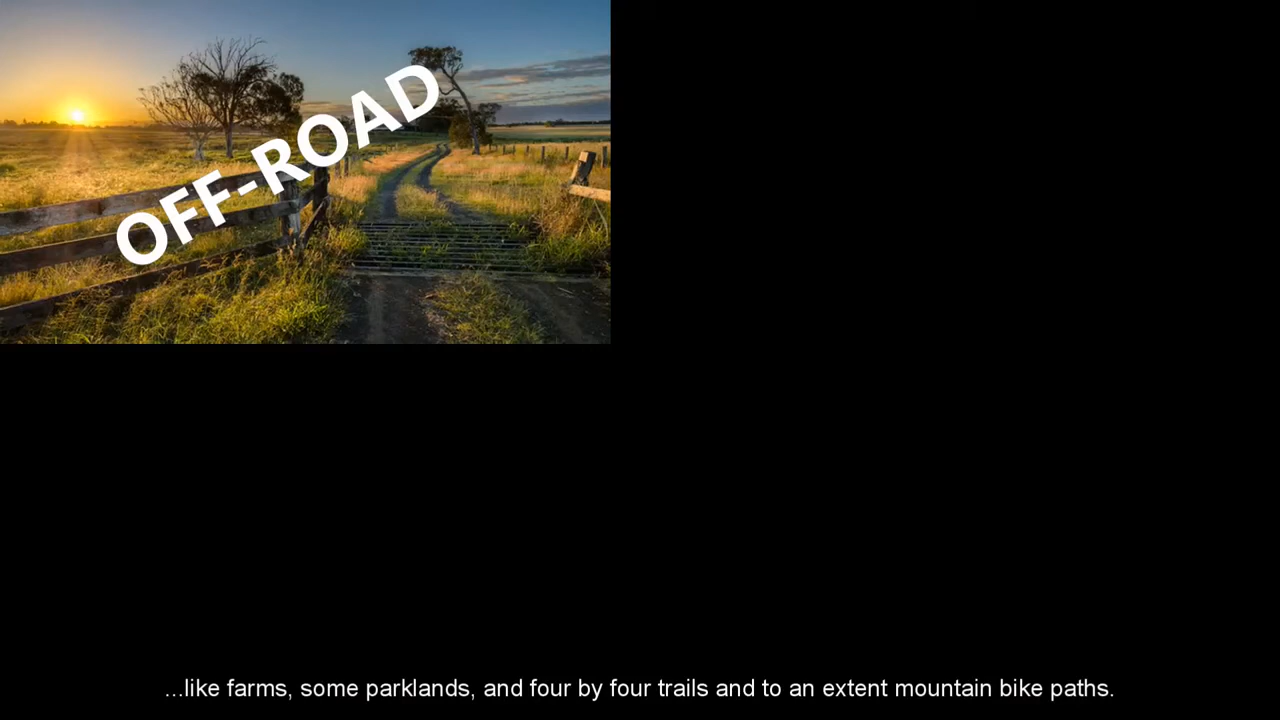 OFF-ROAD
...like farms, some parklands, and four by four trails and to an extent mountain bike paths.